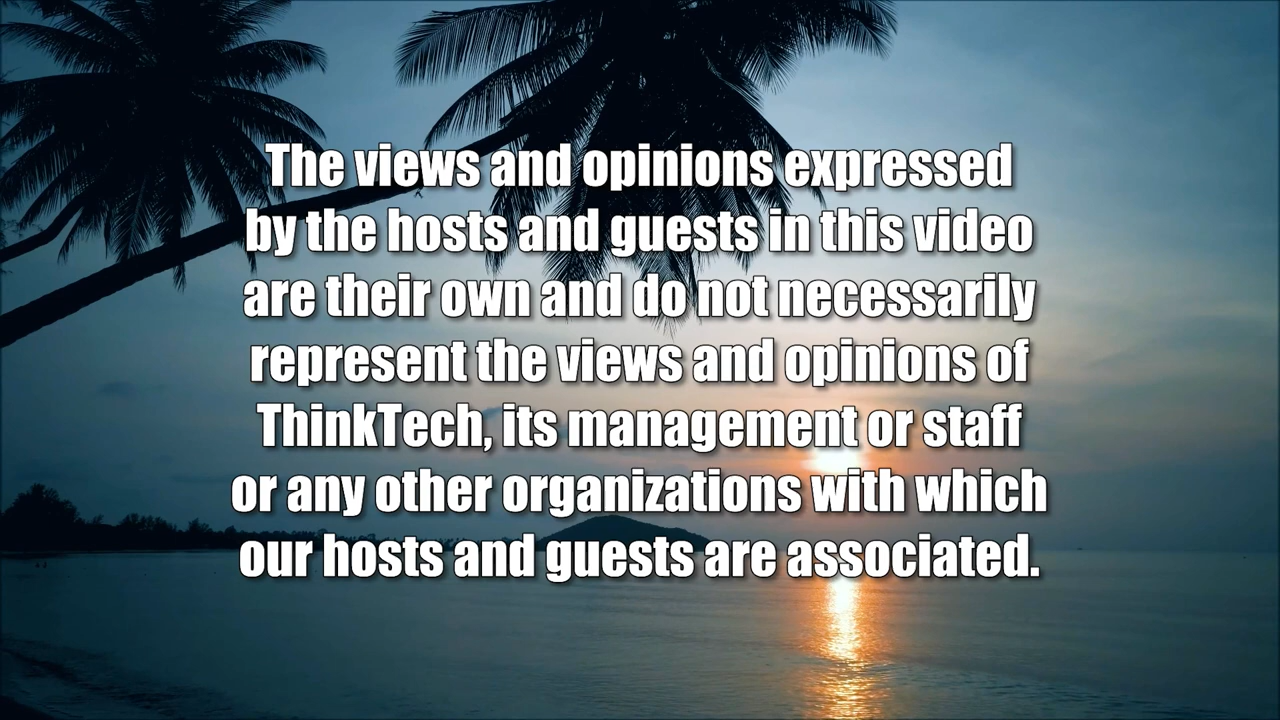 The views and opinions expressed
by the hosts and guests in this video
are their own and do not necessarily
represent the views and opinions of
ThinkTech, its management or staff
or any other organizations with which
our hosts and guests are associated.